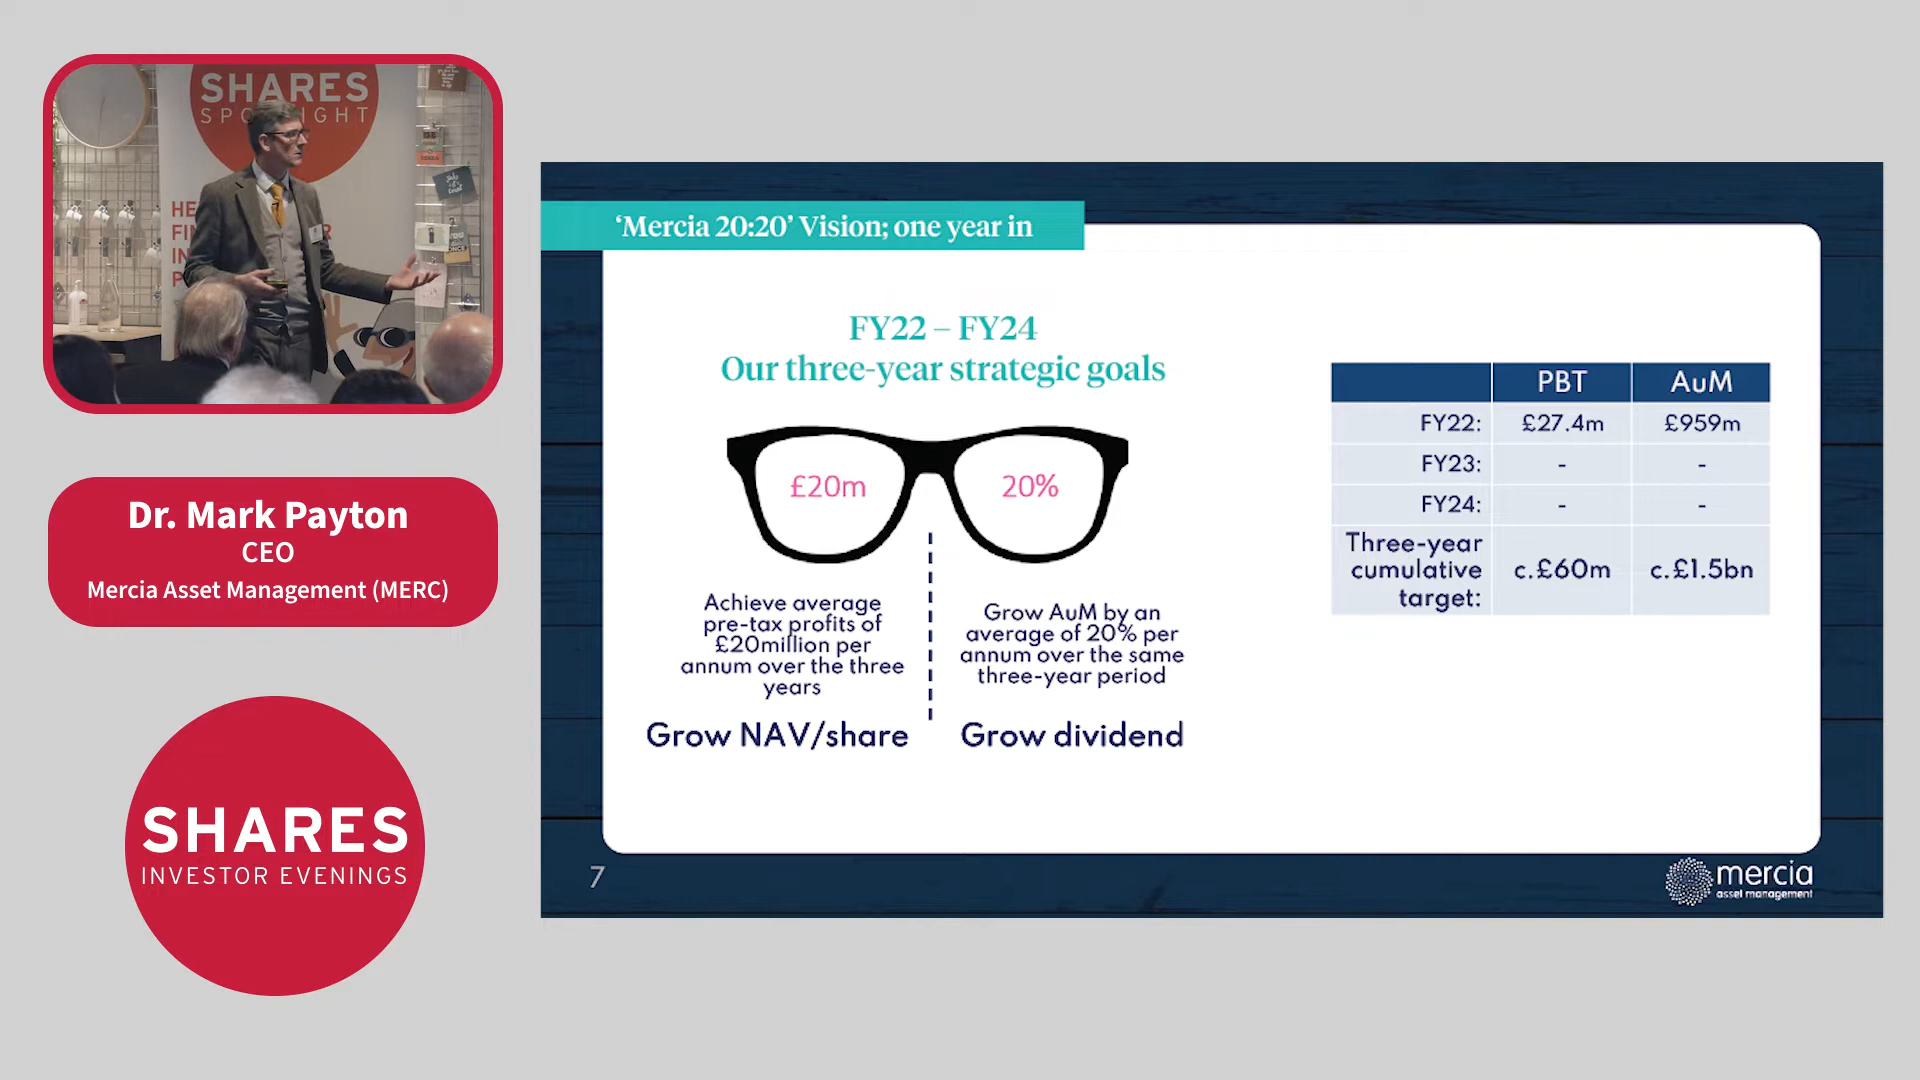 SHARES
SPOTLIGHT
HE
FIN
IN
P
R
Dr. Mark Payton
CEO
Mercia Asset Management (MERC)
SHARES
INVESTOR EVENINGS
‘Mercia 20:20’ Vision; one year in
FY22 – FY24
Our three-year strategic goals
£20m
20%
Achieve average
pre-tax profits of
£20million per
annum over the three
years
Grow NAV/share
Grow AuM by an
average of 20% per
annum over the same
three-year period
Grow dividend
PBT AuM
FY22: £27.4m £959m
FY23: - -
FY24: - -
Three-year
cumulative
target: c.£60m c.£1.5bn
7
mercia
asset management